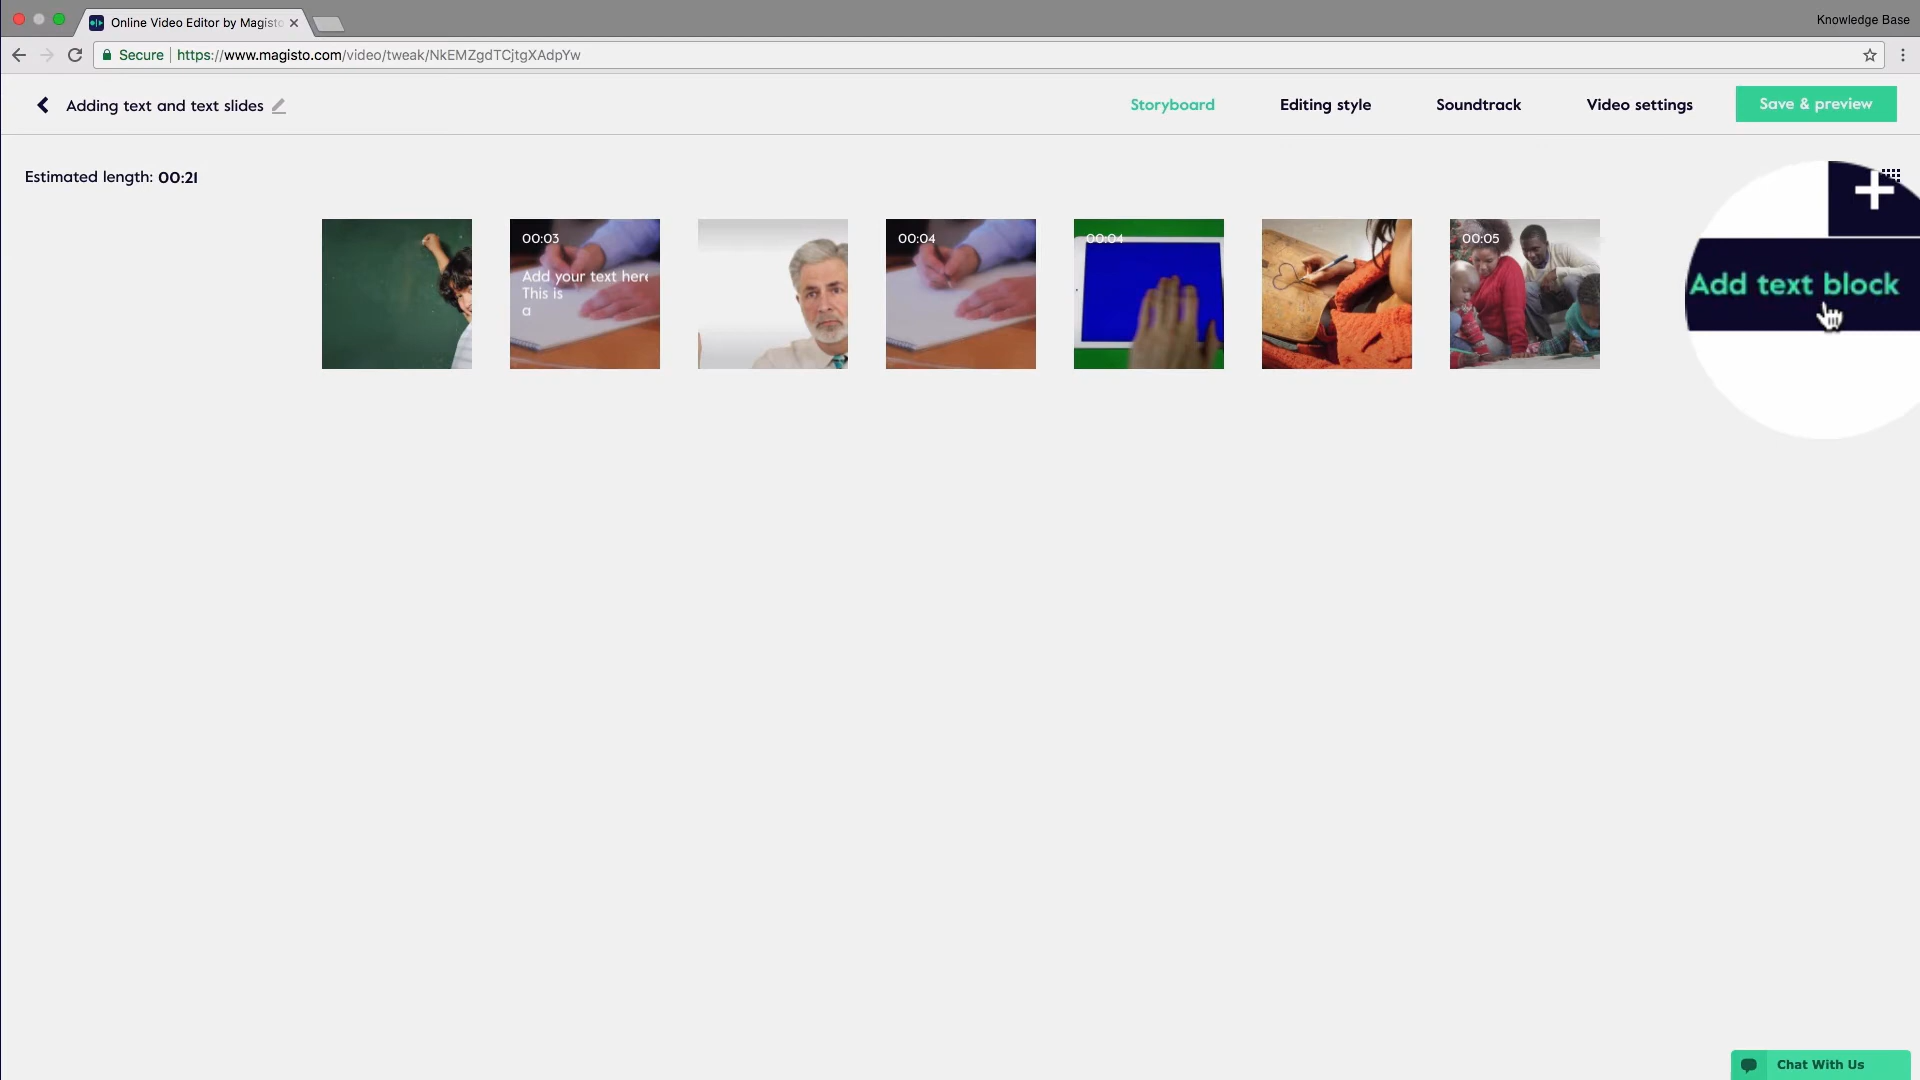 Online Video Editor by Magisto
Knowledge Base
Secure
https://www.magisto.com/video/tweak/NkEMZgdTCjtgXAdpYw
Adding text and text slides
Storyboard
Editing style
Soundtrack
Video settings
Save & preview
Estimated length: 00:21
00:03
Add your text here
This is
a
00:04
00:04
00:05
Add text block
Chat With Us